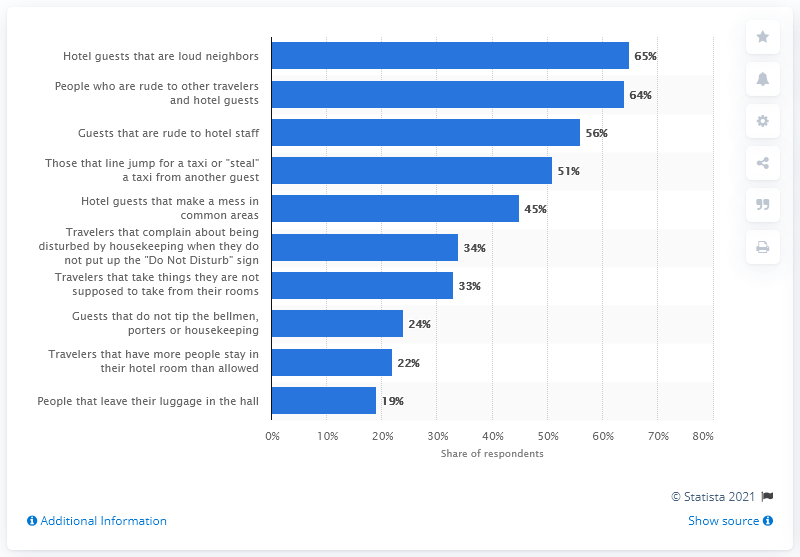 Hotel guests that are loud neighbors
65%
People who are rude to other travelers
and hotel guests
64%
Guests that are rude to hotel staff
56%
Those that line jump for a taxi or "steal"
a taxi from another guest
51%
Hotel guests that make a mess in
common areas
45%
Travelers that complain about being
disturbed by housekeeping when they do
not put up the "Do Not Disturb" sign
34%
Travelers that take things they are not
supposed to take from their rooms
33%
Guests that do not tip the bellmen,
porters or housekeeping
24%
Travelers that have more people stay in
their hotel room than allowed
22%
People that leave their luggage in the hall
19%
0% 10% 20% 30% 40% 50% 60% 70% 80%
Share of respondents
© Statista 2021
Additional Information
Show source